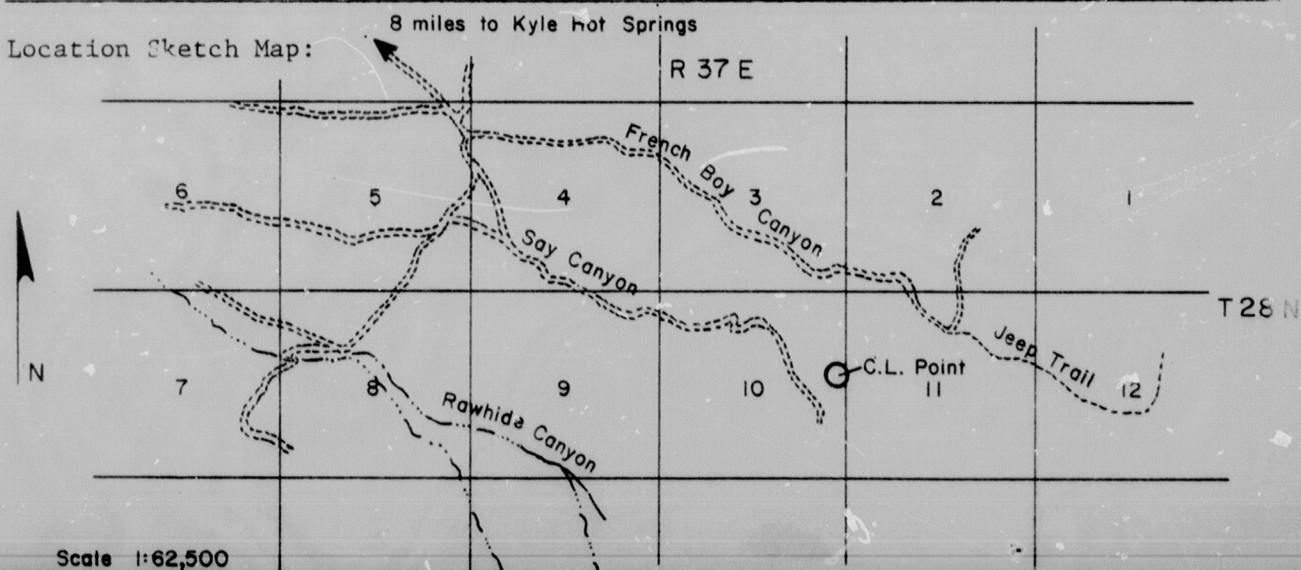 8 miles to Kyle Hot Springs
Location Sketch Map:
R 37 E
French Boy Canyon
6
5
4
3
2
1
Say Canyon
T 28 N
Jeep Trail
N
C.L. Point
7
8
9
10
11
12
Rawhide Canyon
Scale 1:62,500